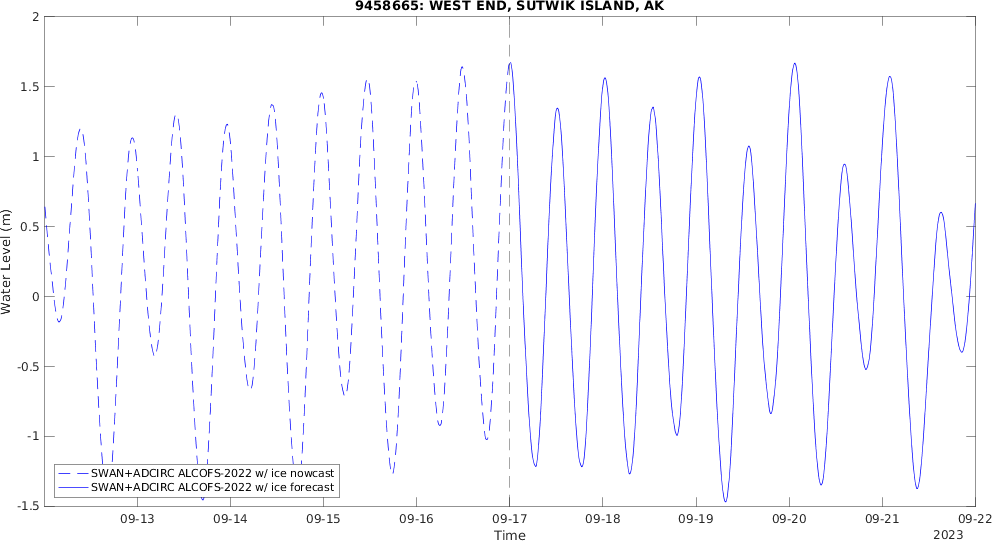 9458665: WEST END, SUTWIK ISLAND, AK
2
1.5
1
0.5
0
-0.5
-1
-1.5
Water Level (m)
SWAN+ADCIRC ALCOFS-2022 w/ ice nowcast
SWAN+ADCIRC ALCOFS-2022 w/ ice forecast
09-13 09-14 09-15 09-16 09-17 09-18 09-19 09-20 09-21 09-22
Time
2023